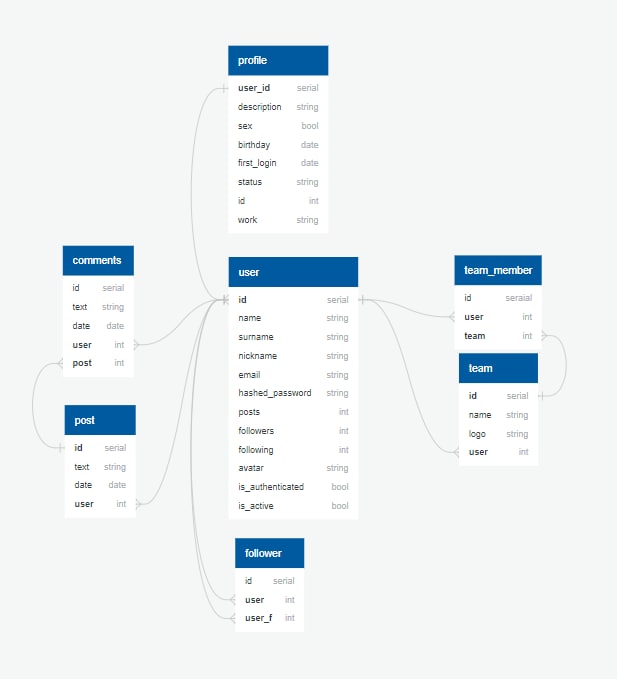 profile
user_id serial
description string
sex bool
birthday date
first_login date
status string
id int
work string
comments
id serial
text string
date date
user int
post int
user
id serial
name string
surname string
nickname string
email string
hashed_password string
posts int
followers int
following int
avatar string
is_authenticated bool
is_active bool
team_member
id seraial
user int
team int
team
id serial
name string
logo string
user int
post
id serial
text string
date date
user int
follower
id serial
user int
user_f int